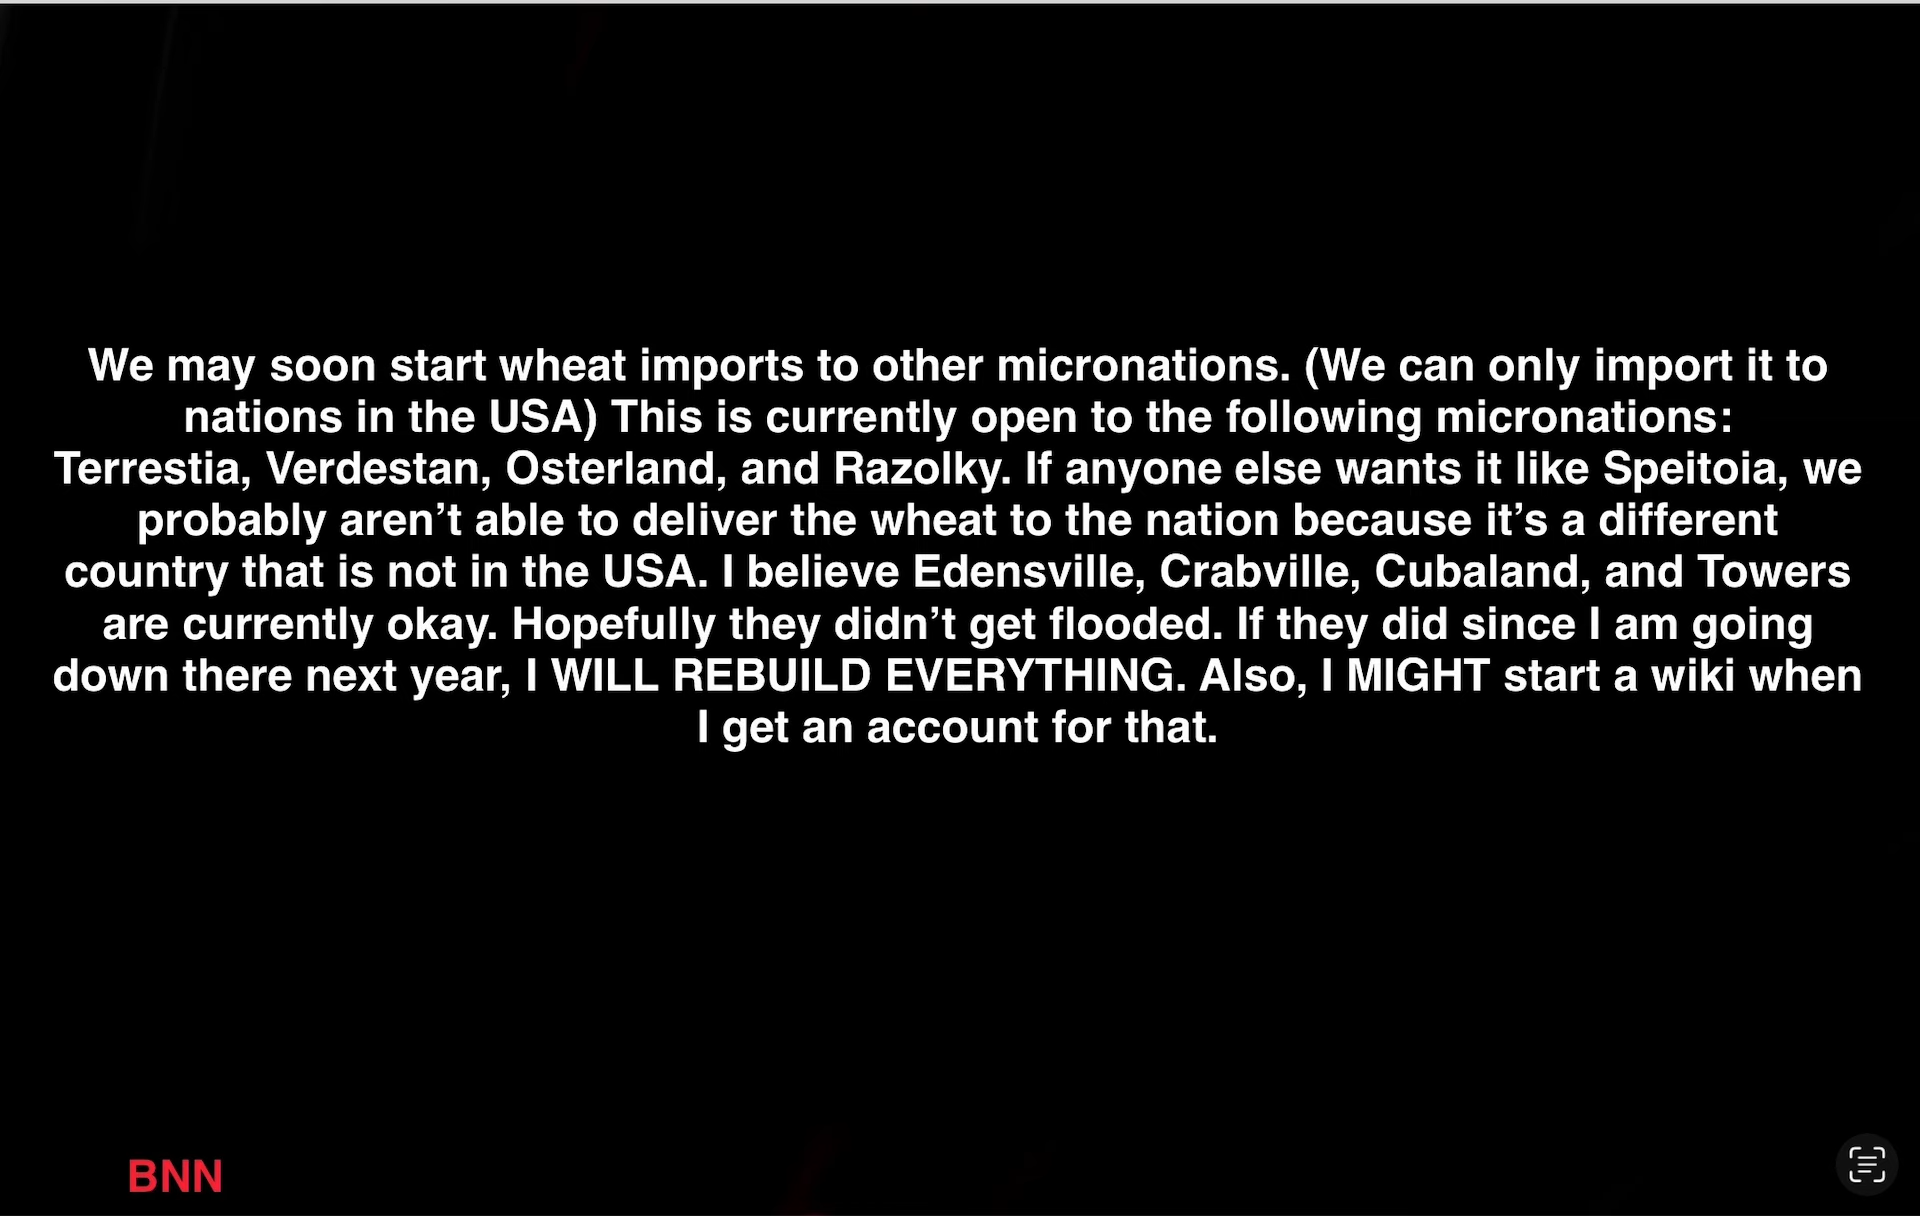 We may soon start wheat imports to other micronations. (We can only import it to
nations in the USA) This is currently open to the following micronations:
Terrestia, Verdestan, Osterland, and Razolky. If anyone else wants it like Speitoia, we
probably aren’t able to deliver the wheat to the nation because it’s a different
country that is not in the USA. I believe Edensville, Crabville, Cubaland, and Towers
are currently okay. Hopefully they didn’t get flooded. If they did since I am going
down there next year, I WILL REBUILD EVERYTHING. Also, I MIGHT start a wiki when
I get an account for that.
BNN